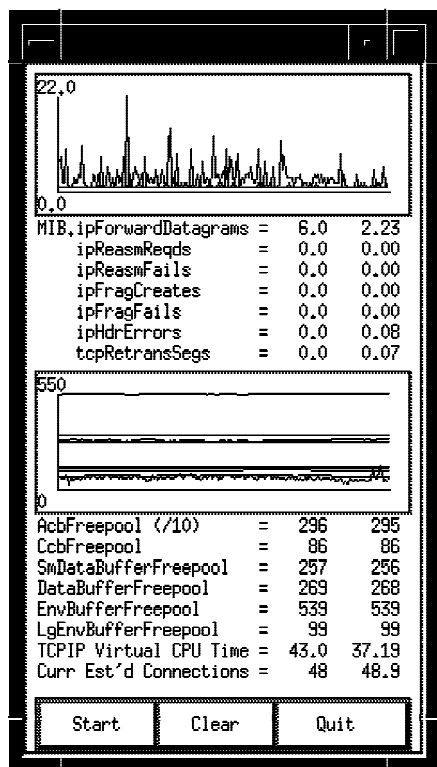 22.0
0.0
MIB.ipForwardDatagrams = 6.0 2.23
ipReasmReqds = 0.0 0.00
ipReasmFails = 0.0 0.00
ipFragCreates = 0.0 0.00
ipFragFails = 0.0 0.00
ipHdrErrors = 0.0 0.08
tcpRetransSegs = 0.0 0.07
550
0
AcbFreepool (/10) = 296 295
CcbFreepool = 86 86
SmDataBufferFreepool = 257 256
DataBufferFreepool = 269 268
EnvBufferFreepool = 539 539
LgEnvBufferFreepool = 99 99
TCPIP Virtual CPU Time = 43.0 37.19
Curr Est'd Connections = 48 48.9
Start Clear Quit